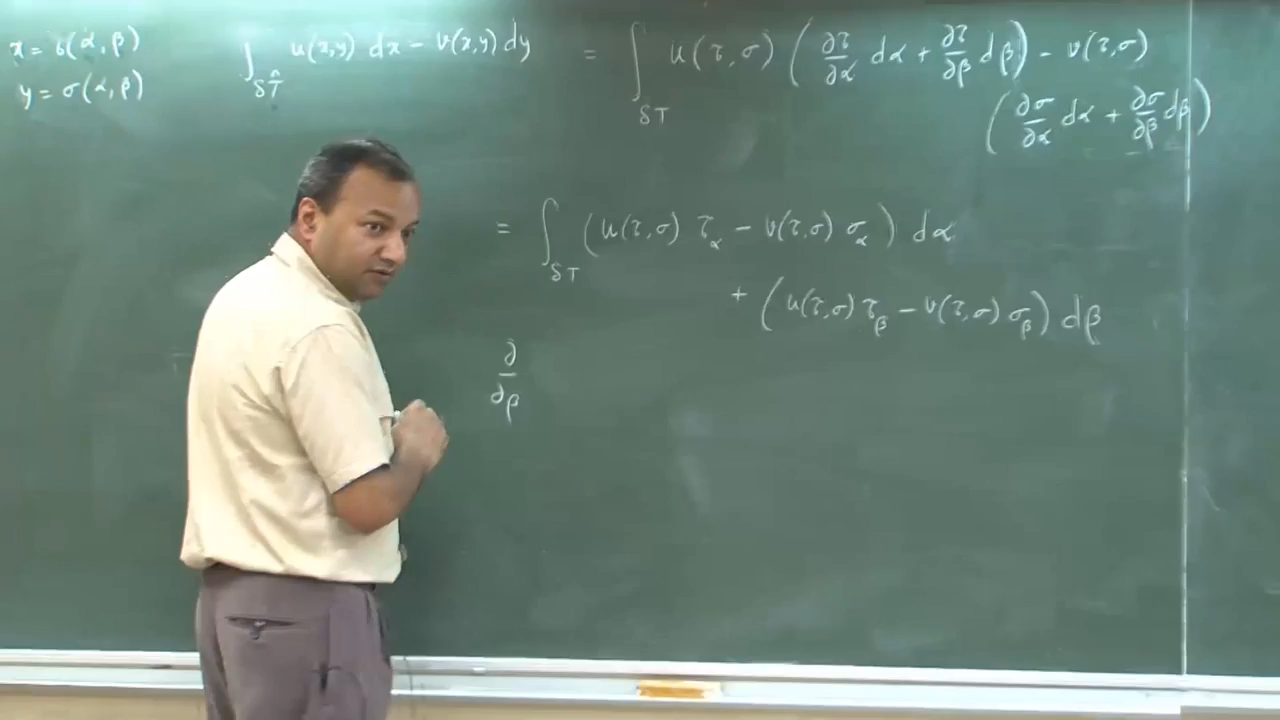 x = τ(α, β)
y = σ(α, β)
∫_{δT̂} u(x,y) dx − v(x,y) dy = ∫_{δT} u(τ, σ) ( ∂τ/∂α dα + ∂τ/∂β dβ ) − v(τ, σ)
( ∂σ/∂α dα + ∂σ/∂β dβ )
= ∫_{δT} ( u(τ, σ) τ_α − v(τ, σ) σ_α ) dα
+ ( u(τ, σ) τ_β − v(τ, σ) σ_β ) dβ
∂/∂β